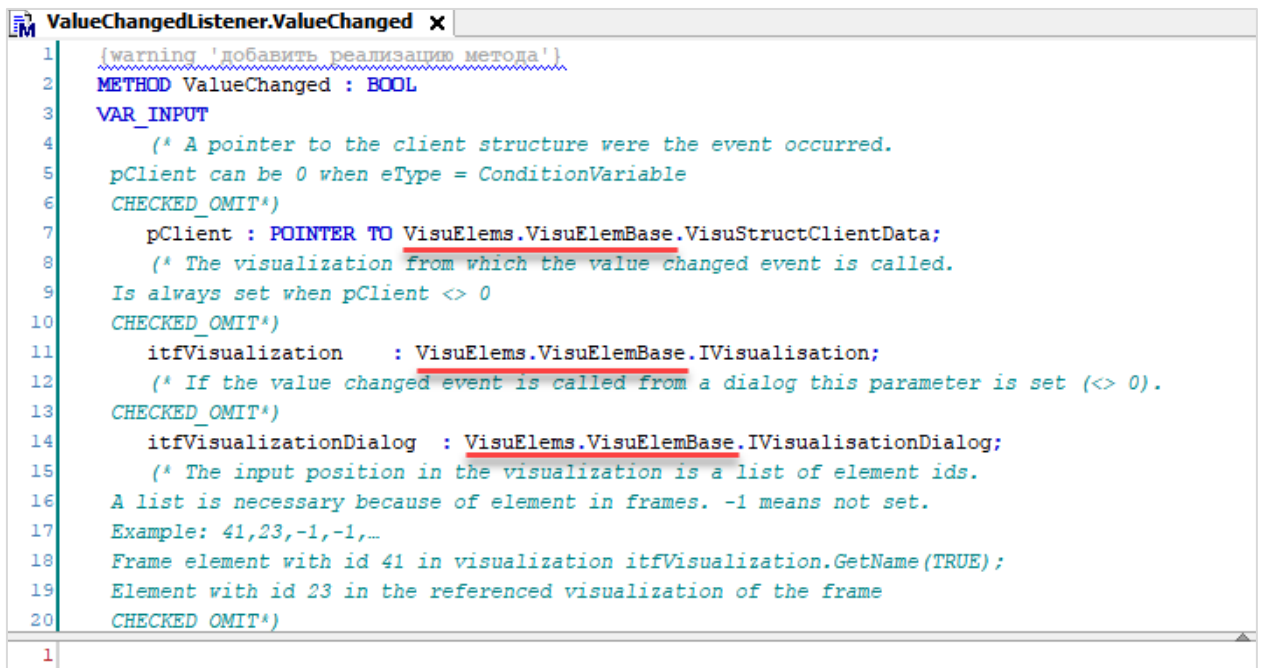 ValueChangedListener.ValueChanged x
1 {warning 'добавить реализацию метода'}
2 METHOD ValueChanged : BOOL
3 VAR_INPUT
4 (* A pointer to the client structure were the event occurred.
5 pClient can be 0 when eType = ConditionVariable
6 CHECKED_OMIT*)
7 pClient : POINTER TO VisuElems.VisuElemBase.VisuStructClientData;
8 (* The visualization from which the value changed event is called.
9 Is always set when pClient <> 0
10 CHECKED_OMIT*)
11 itfVisualization : VisuElems.VisuElemBase.IVisualisation;
12 (* If the value changed event is called from a dialog this parameter is set (<> 0).
13 CHECKED_OMIT*)
14 itfVisualizationDialog : VisuElems.VisuElemBase.IVisualisationDialog;
15 (* The input position in the visualization is a list of element ids.
16 A list is necessary because of element in frames. -1 means not set.
17 Example: 41,23,-1,-1,…
18 Frame element with id 41 in visualization itfVisualization.GetName(TRUE);
19 Element with id 23 in the referenced visualization of the frame
20 CHECKED_OMIT*)
1